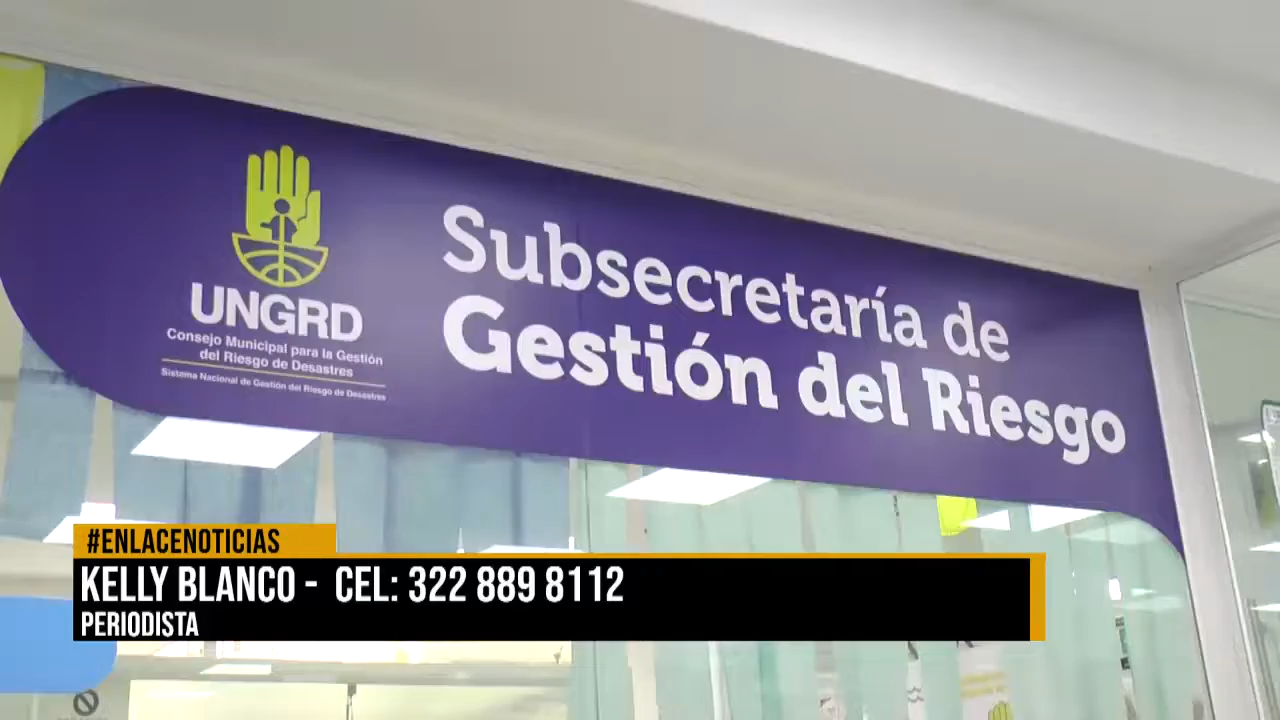 UNGRD
Consejo Municipal para la Gestión
del Riesgo de Desastres
Sistema Nacional de Gestión del Riesgo de Desastres
Subsecretaría de
Gestión del Riesgo
#ENLACENOTICIAS
KELLY BLANCO - CEL: 322 889 8112
PERIODISTA